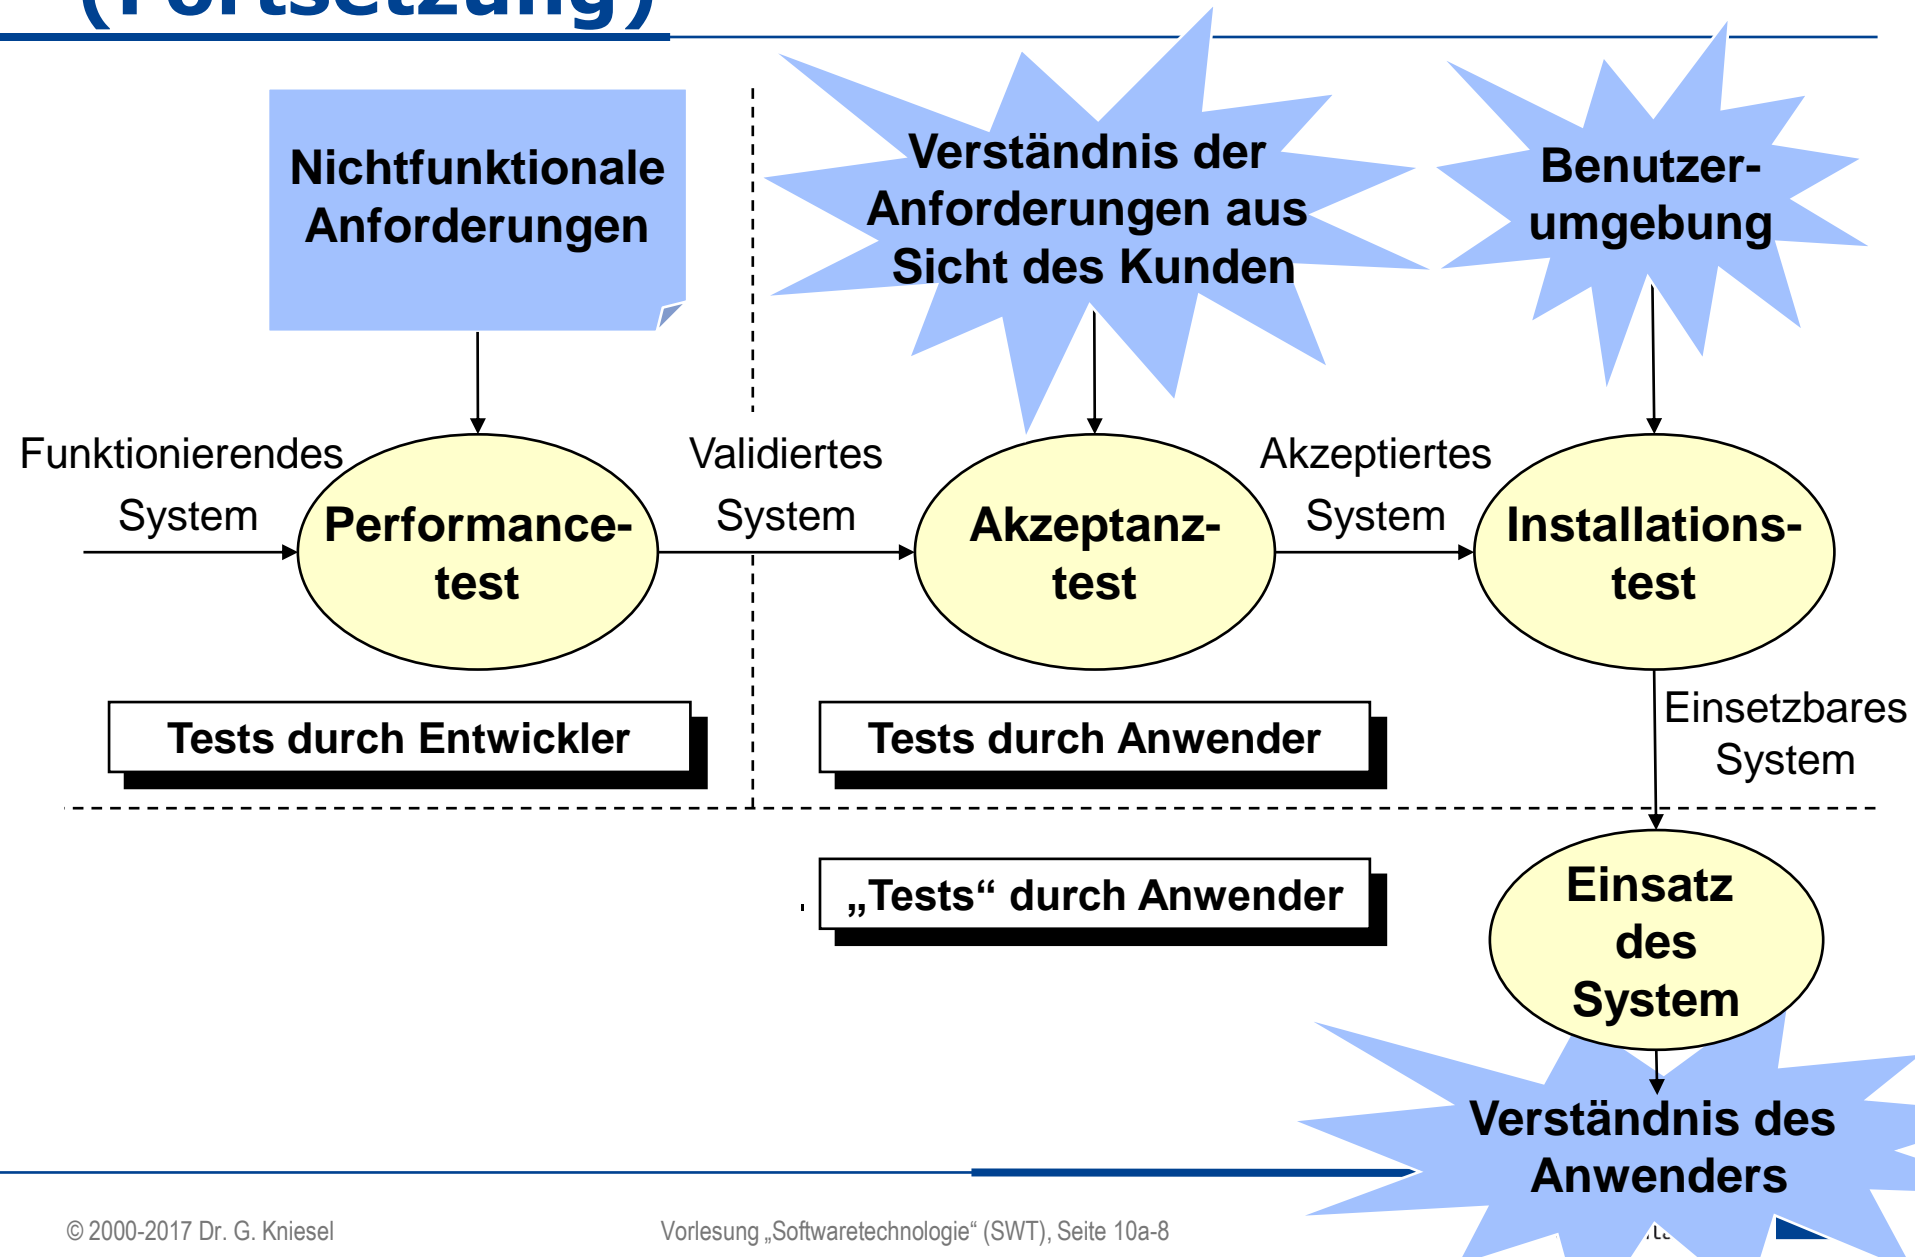 (Fortsetzung)
Nichtfunktionale
Anforderungen
Verständnis der
Anforderungen aus
Sicht des Kunden
Benutzer-
umgebung
Funktionierendes
System
Performance-
test
Validiertes
System
Akzeptanz-
test
Akzeptiertes
System
Installations-
test
Tests durch Entwickler
Tests durch Anwender
Einsetzbares
System
„Tests“ durch Anwender
Einsatz
des
System
Verständnis des
Anwenders
© 2000-2017 Dr. G. Kniesel
Vorlesung „Softwaretechnologie“ (SWT), Seite 10a-8